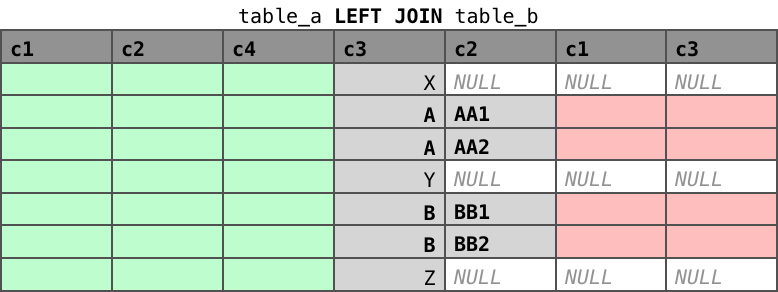 table_a LEFT JOIN table_b
c1 c2 c4 c3 c2 c1 c3
X NULL NULL NULL
A AA1
A AA2
Y NULL NULL NULL
B BB1
B BB2
Z NULL NULL NULL